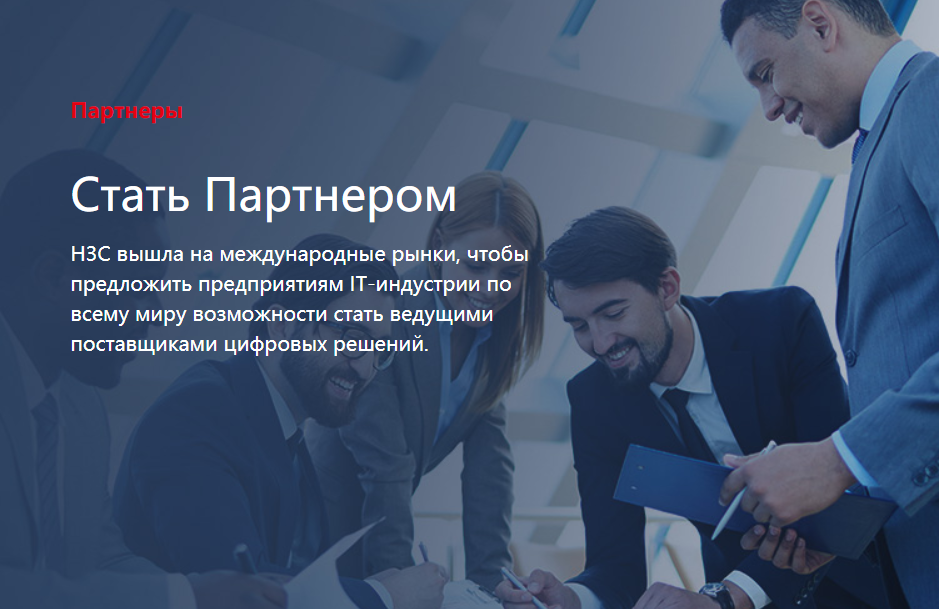 Партнеры
Стать Партнером
H3C вышла на международные рынки, чтобы
предложить предприятиям IT-индустрии по
всему миру возможности стать ведущими
поставщиками цифровых решений.